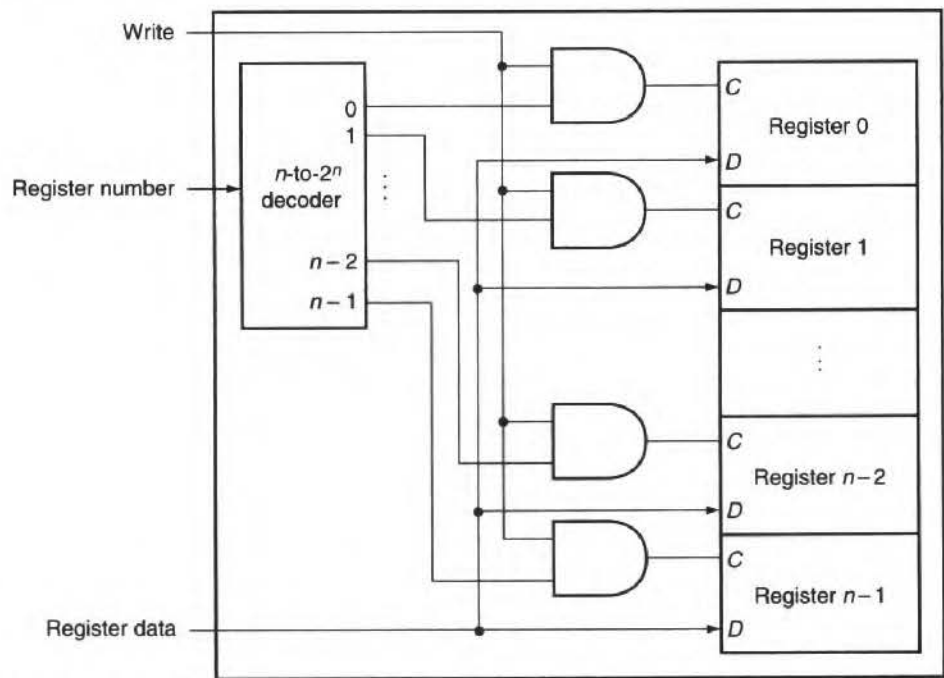 Write
0
1
n-to-2ⁿ
decoder
⋮
n – 2
n – 1
Register number
Register data
C
Register 0
D
C
Register 1
D
⋮
C
Register n – 2
D
C
Register n – 1
D